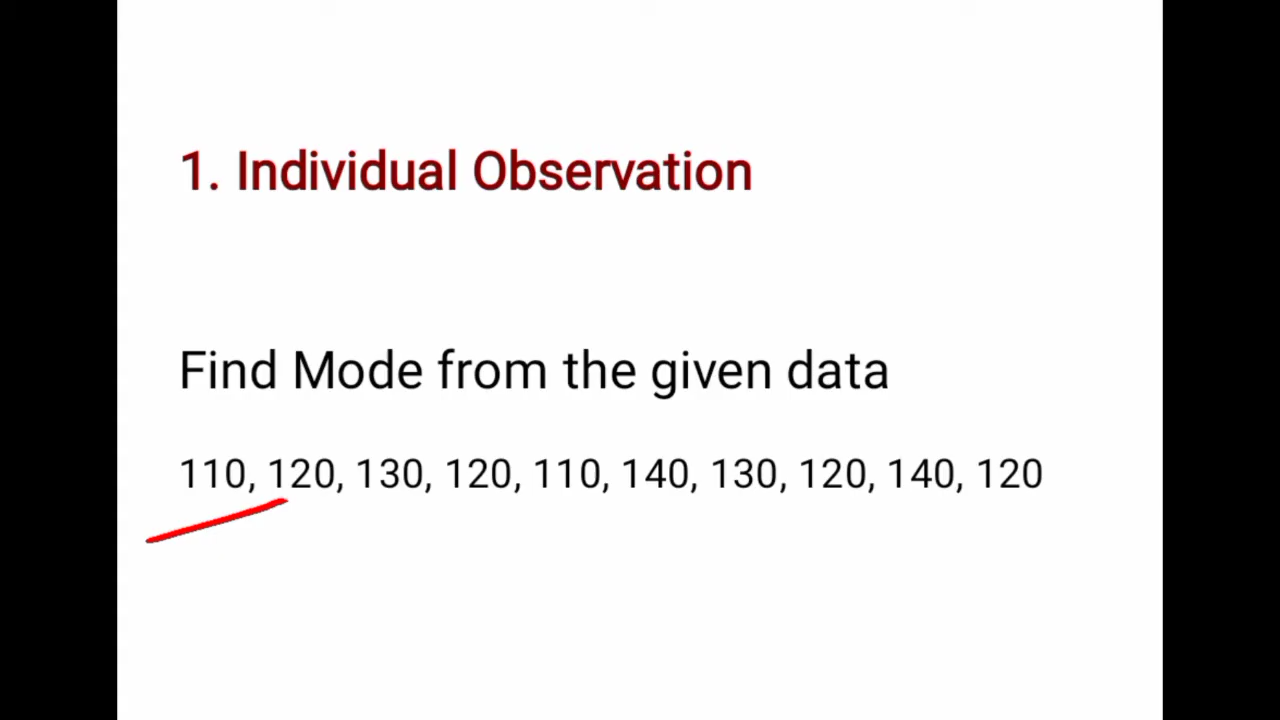 1. Individual Observation
Find Mode from the given data
110, 120, 130, 120, 110, 140, 130, 120, 140, 120